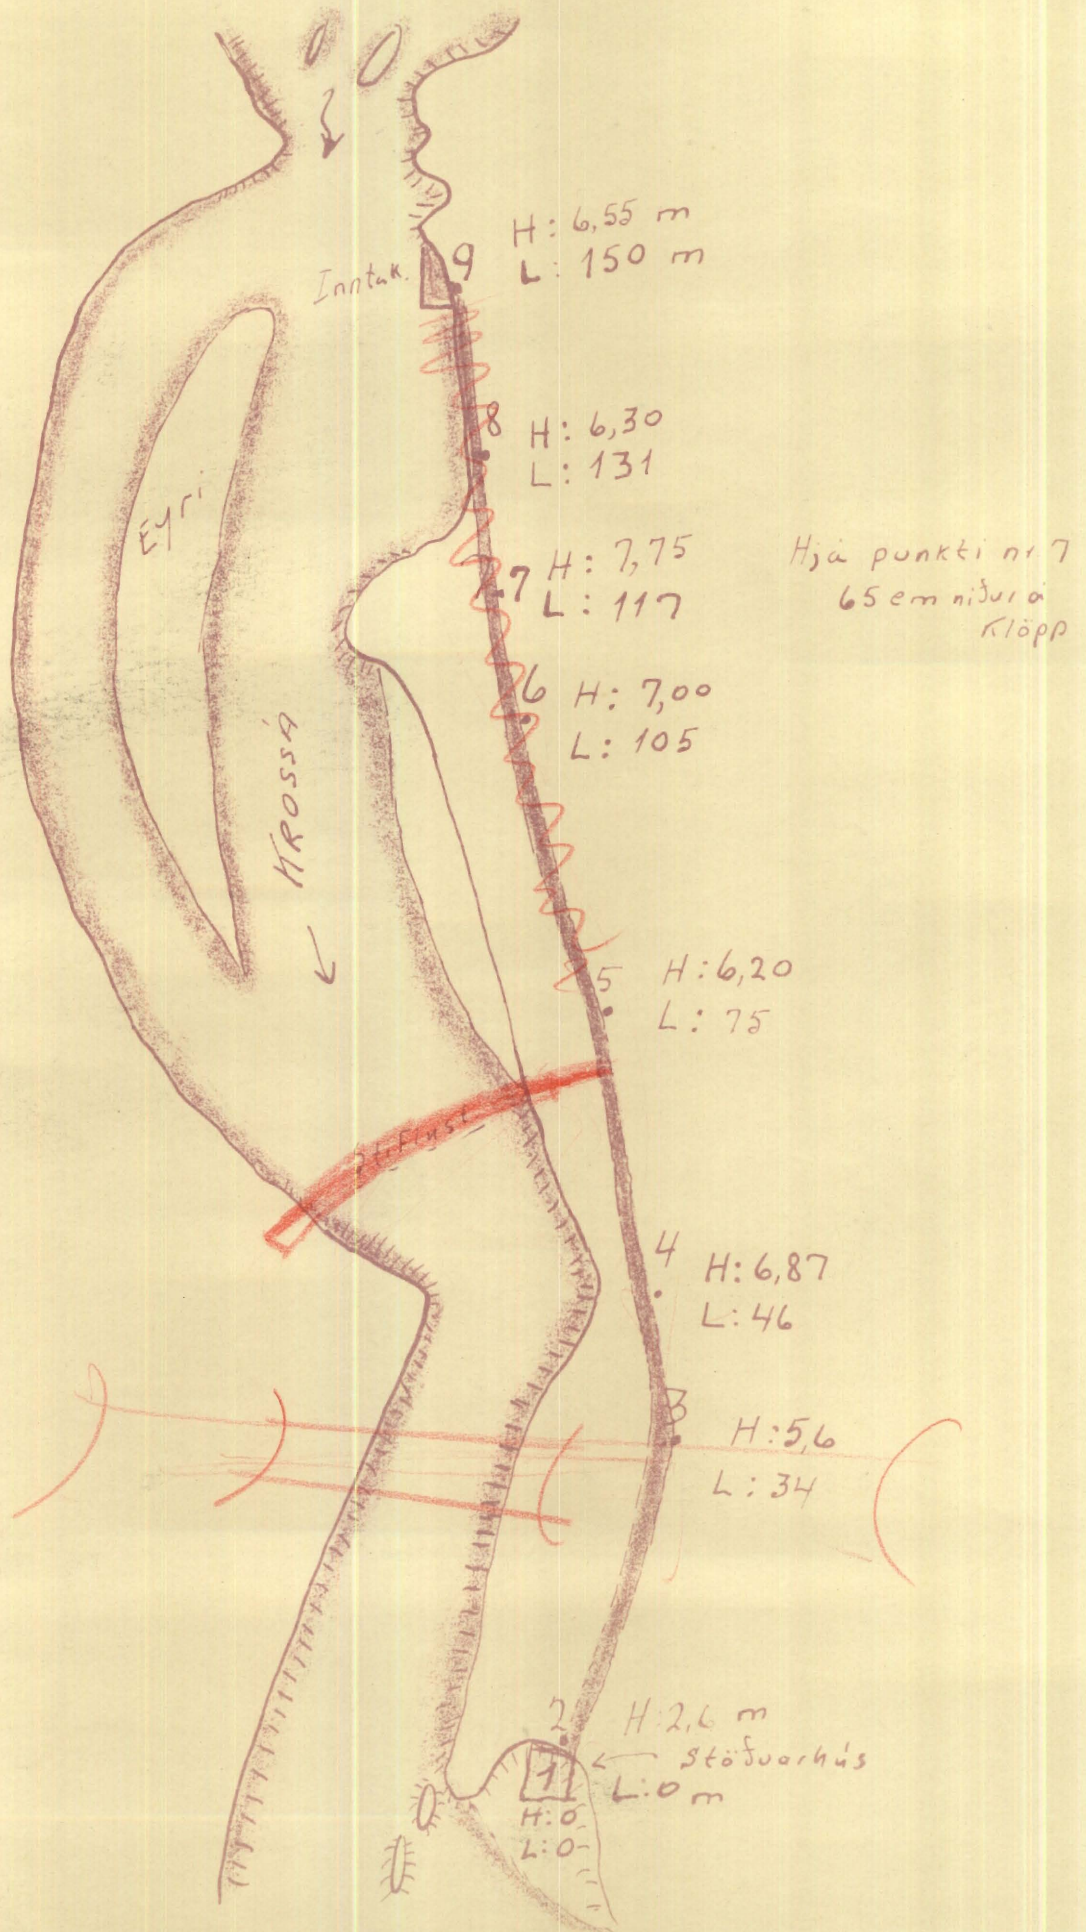 H: 6,55 m
L: 150 m
9
Inntak.
8
H: 6,30
L: 131
Eyri
7
H: 7,75
L: 117
Hjá punkti nr 7
65 cm niður á
Klöpp
6
H: 7,00
L: 105
KROSSÁ
5
H: 6,20
L: 75
4
H: 6,87
L: 46
3
H: 5,6
L: 34
2
H: 2,6 m
Stöðvarhús
L: 0 m
1
H: 0
L: 0